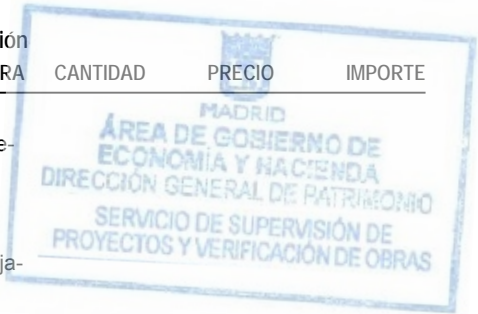 ión
RA CANTIDAD PRECIO IMPORTE
MADRID
e-
ÁREA DE GOBIERNO DE
ECONOMÍA Y HACIENDA
DIRECCIÓN GENERAL DE PATRIMONIO
SERVICIO DE SUPERVISIÓN DE
PROYECTOS Y VERIFICACIÓN DE OBRAS
ja-